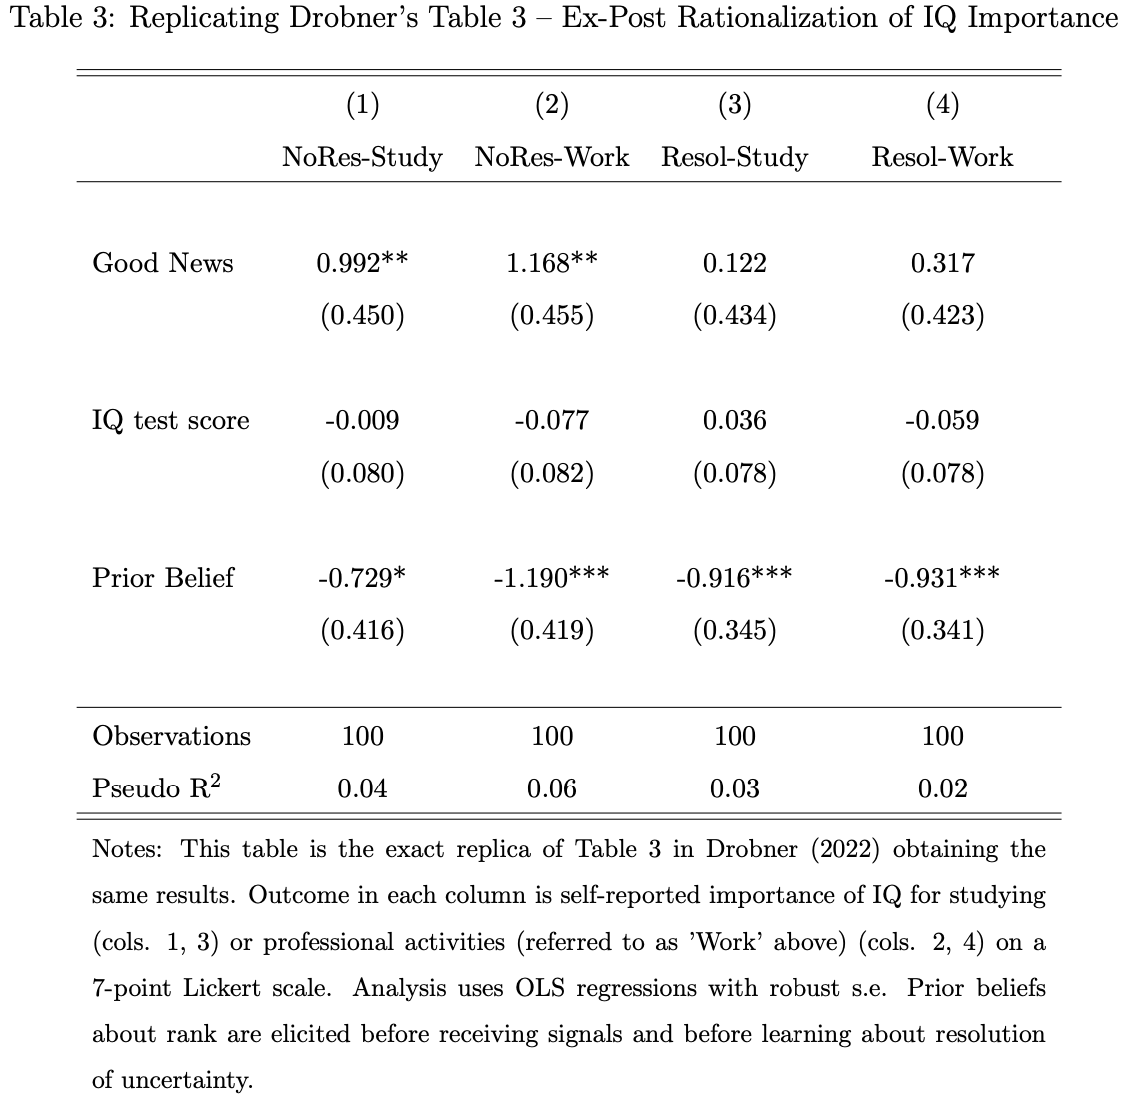 Table 3: Replicating Drobner's Table 3 – Ex-Post Rationalization of IQ Importance
(1) (2) (3) (4)
NoRes-Study NoRes-Work Resol-Study Resol-Work
Good News 0.992** 1.168** 0.122 0.317
(0.450) (0.455) (0.434) (0.423)
IQ test score -0.009 -0.077 0.036 -0.059
(0.080) (0.082) (0.078) (0.078)
Prior Belief -0.729* -1.190*** -0.916*** -0.931***
(0.416) (0.419) (0.345) (0.341)
Observations 100 100 100 100
Pseudo R² 0.04 0.06 0.03 0.02
Notes: This table is the exact replica of Table 3 in Drobner (2022) obtaining the
same results. Outcome in each column is self-reported importance of IQ for studying
(cols. 1, 3) or professional activities (referred to as 'Work' above) (cols. 2, 4) on a
7-point Lickert scale. Analysis uses OLS regressions with robust s.e. Prior beliefs
about rank are elicited before receiving signals and before learning about resolution
of uncertainty.